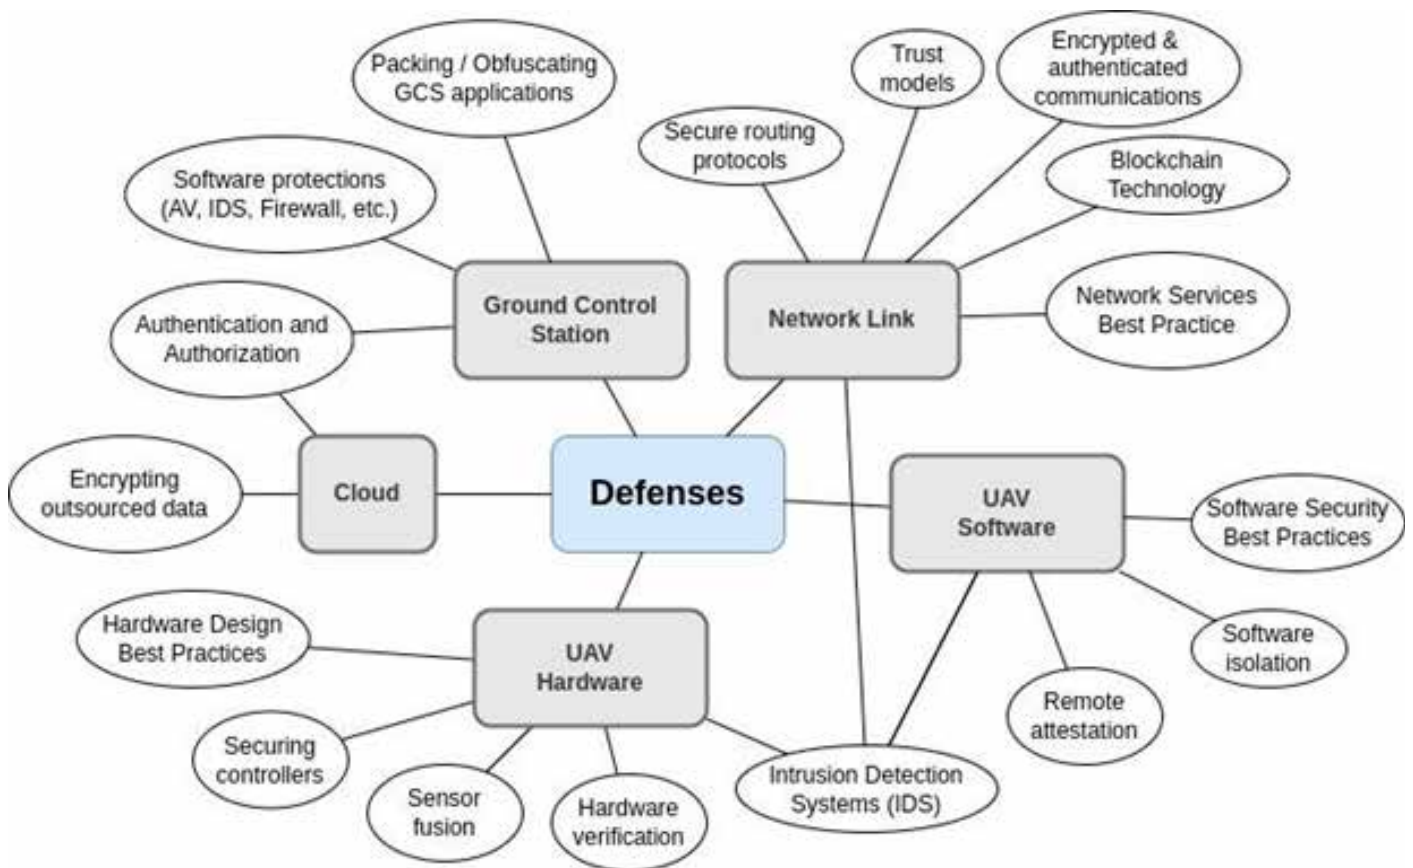 Packing / Obfuscating
GCS applications
Trust
models
Encrypted &
authenticated
communications
Secure routing
protocols
Blockchain
Technology
Software protections
(AV, IDS, Firewall, etc.)
Ground Control
Station
Network Link
Network Services
Best Practice
Authentication and
Authorization
Encrypting
outsourced data
Cloud
Defenses
UAV
Software
Software Security
Best Practices
Hardware Design
Best Practices
UAV
Hardware
Software
isolation
Remote
attestation
Securing
controllers
Sensor
fusion
Hardware
verification
Intrusion Detection
Systems (IDS)